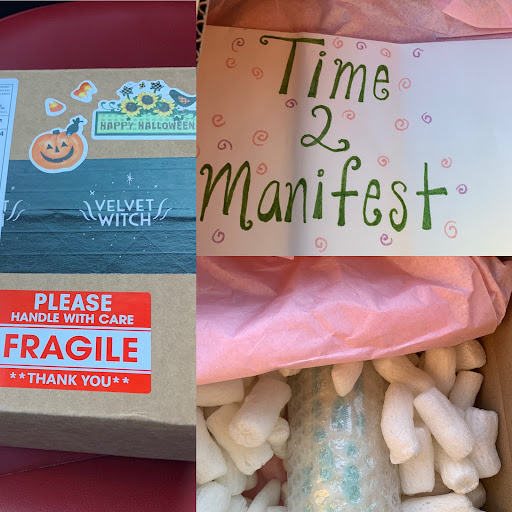 HAPPY HALLOWEEN
VELVET
WITCH
PLEASE
HANDLE WITH CARE
FRAGILE
**THANK YOU**
Time
2
Manifest